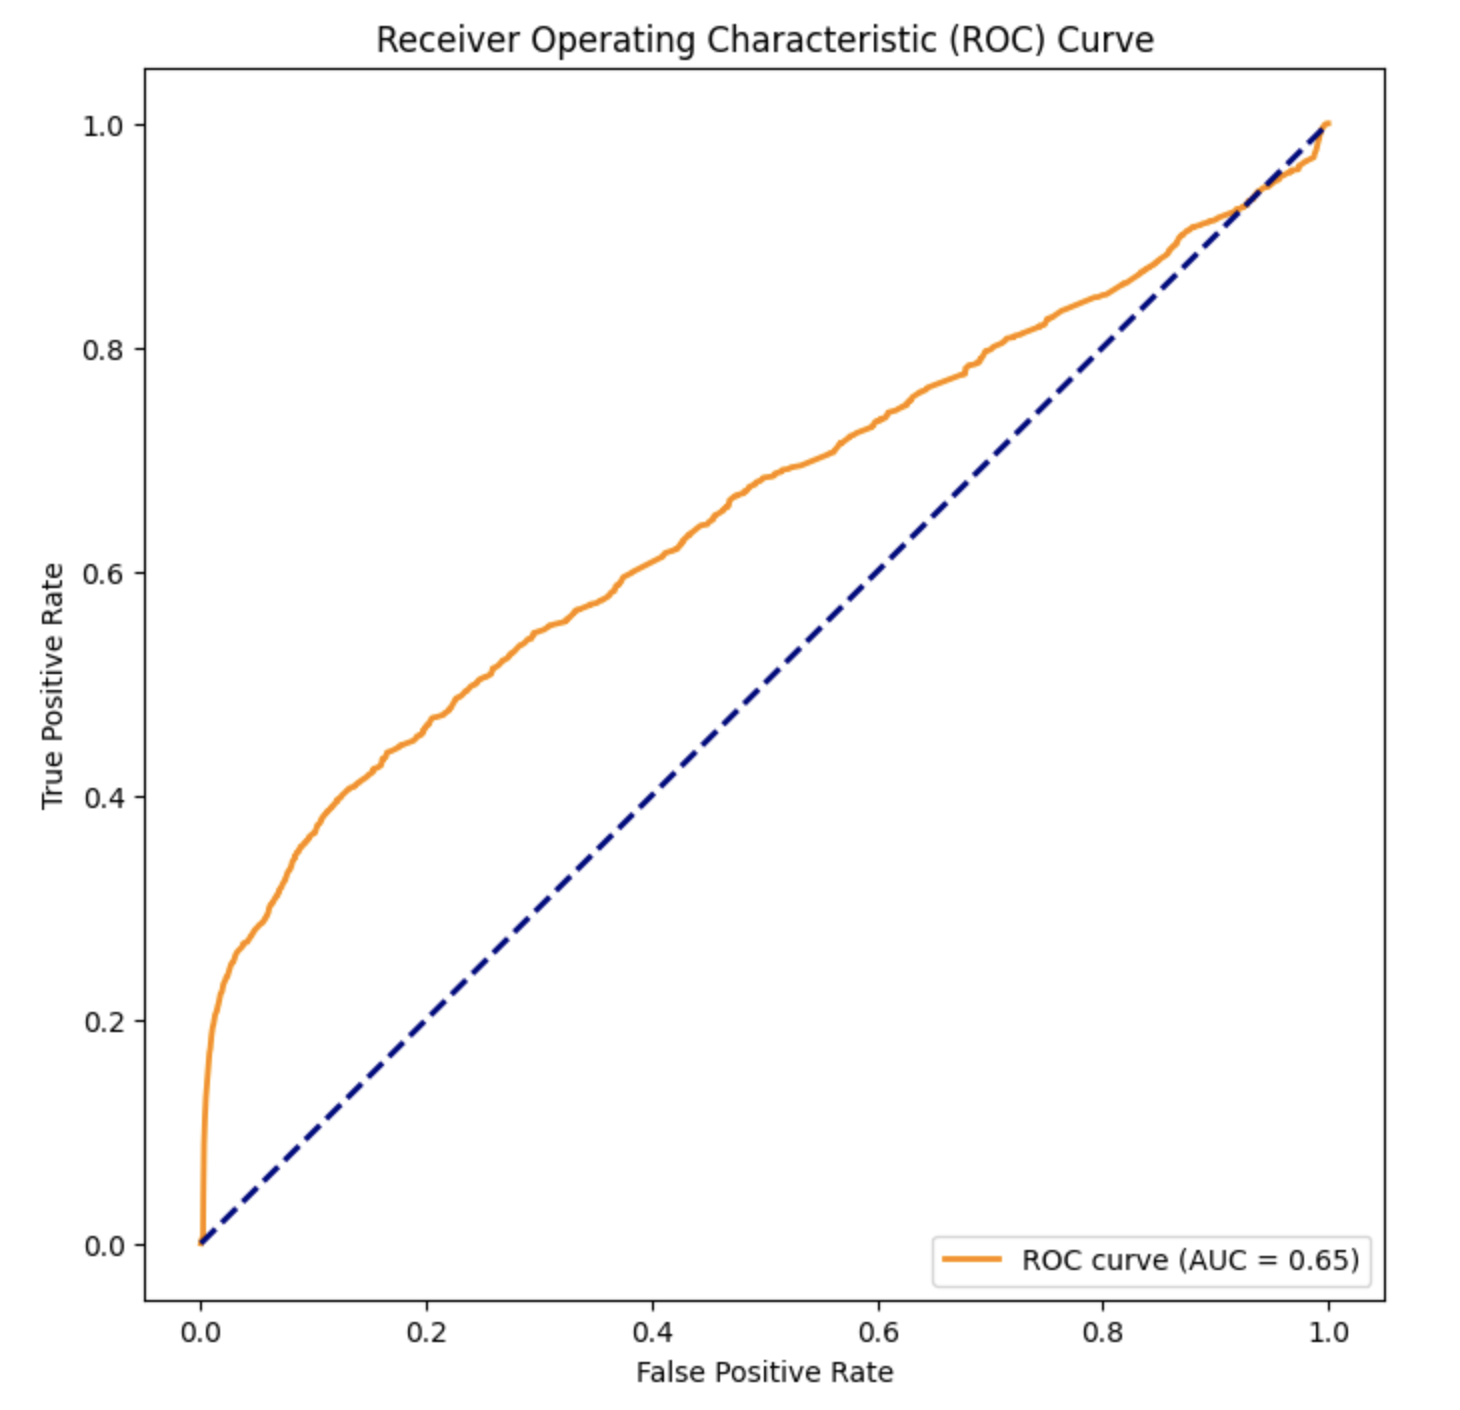 Receiver Operating Characteristic (ROC) Curve
1.0
0.8
0.6
0.4
0.2
0.0
True Positive Rate
ROC curve (AUC = 0.65)
0.0 0.2 0.4 0.6 0.8 1.0
False Positive Rate